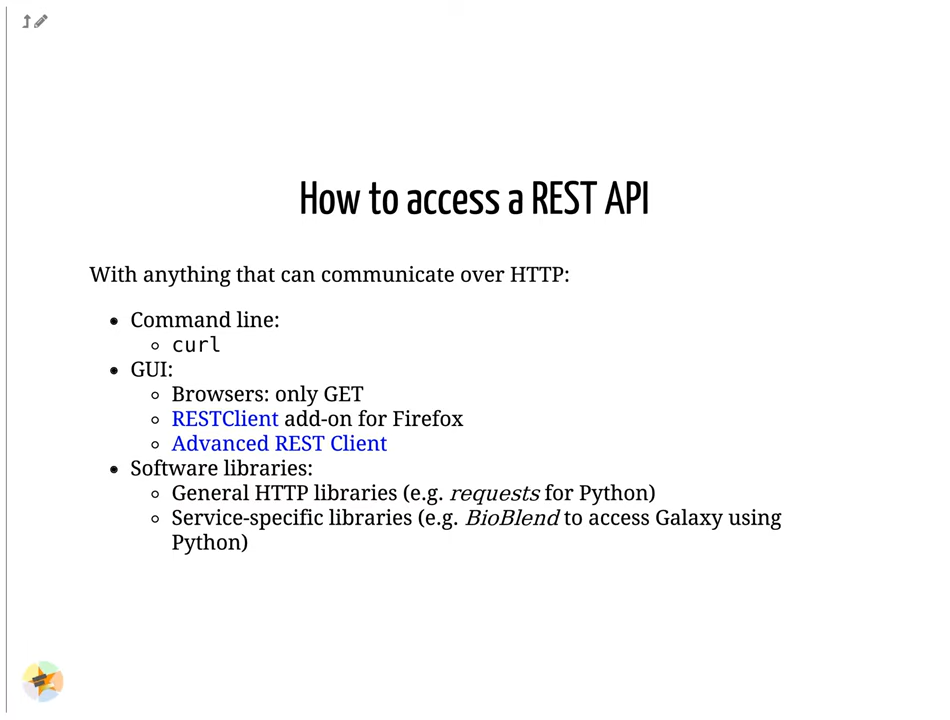 How to access a REST API
With anything that can communicate over HTTP:
Command line:
curl
GUI:
Browsers: only GET
RESTClient add-on for Firefox
Advanced REST Client
Software libraries:
General HTTP libraries (e.g. requests for Python)
Service-specific libraries (e.g. BioBlend to access Galaxy using
Python)